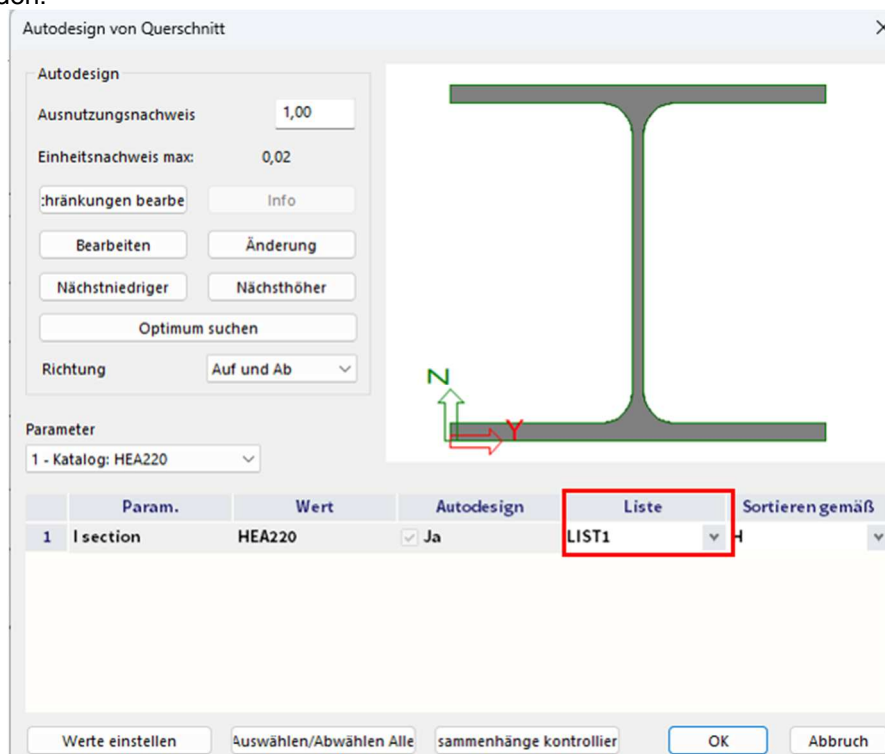 Autodesign von Querschnitt
Autodesign
Ausnutzungsnachweis 1,00
Einheitsnachweis max: 0,02
:hränkungen bearbe Info
Bearbeiten Änderung
Nächstniedriger Nächsthöher
Optimum suchen
Richtung Auf und Ab
Z
Y
Parameter
1 - Katalog: HEA220
Param. Wert Autodesign Liste Sortieren gemäß
1 I section HEA220 Ja LIST1 H
Werte einstellen Auswählen/Abwählen Alle sammenhänge kontrollier OK Abbruch